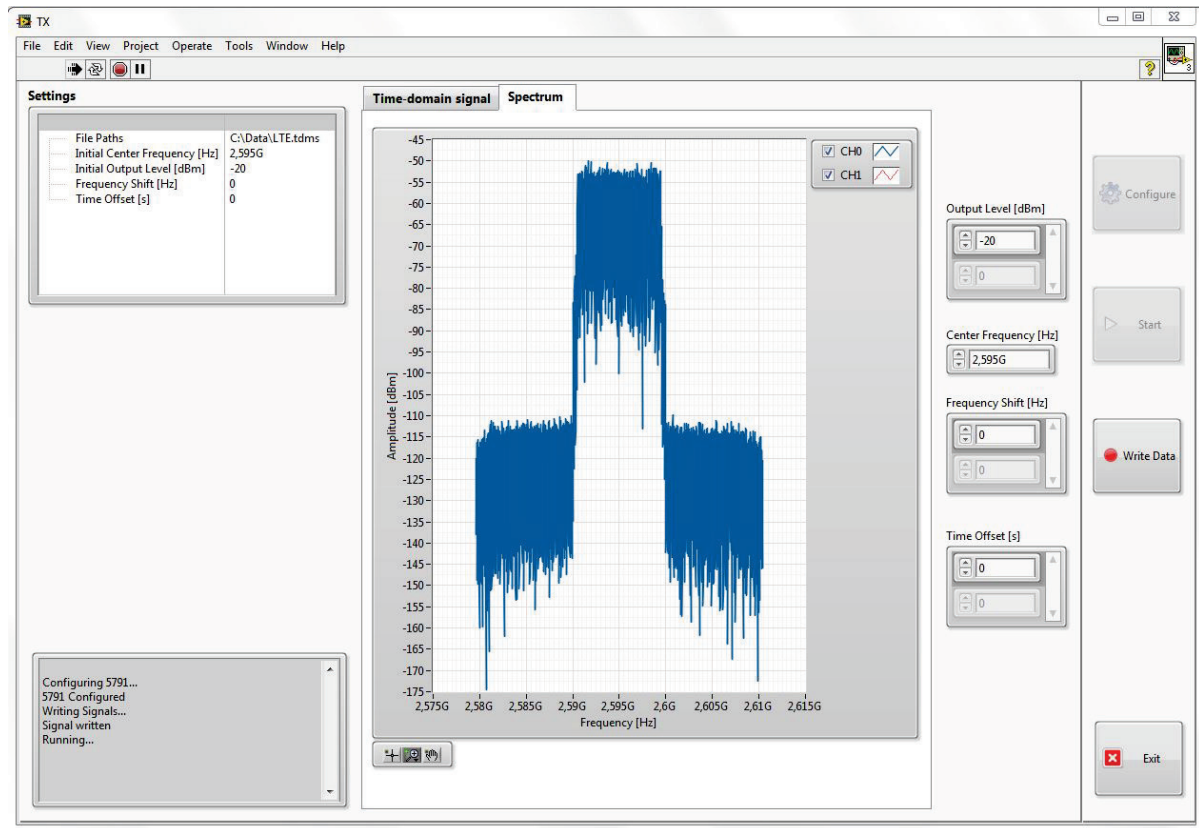 TX
File Edit View Project Operate Tools Window Help
3
Settings
File Paths C:\Data\LTE.tdms
Initial Center Frequency [Hz] 2,595G
Initial Output Level [dBm] -20
Frequency Shift [Hz] 0
Time Offset [s] 0
Configuring 5791...
5791 Configured
Writing Signals...
Signal written
Running...
Time-domain signal Spectrum
CH0
CH1
Amplitude [dBm]
-45
-50
-55
-60
-65
-70
-75
-80
-85
-90
-95
-100
-105
-110
-115
-120
-125
-130
-135
-140
-145
-150
-155
-160
-165
-170
-175
2,575G 2,58G 2,585G 2,59G 2,595G 2,6G 2,605G 2,61G 2,615G
Frequency [Hz]
Output Level [dBm]
-20
0
Center Frequency [Hz]
2,595G
Frequency Shift [Hz]
0
0
Time Offset [s]
0
0
Configure
Start
Write Data
Exit